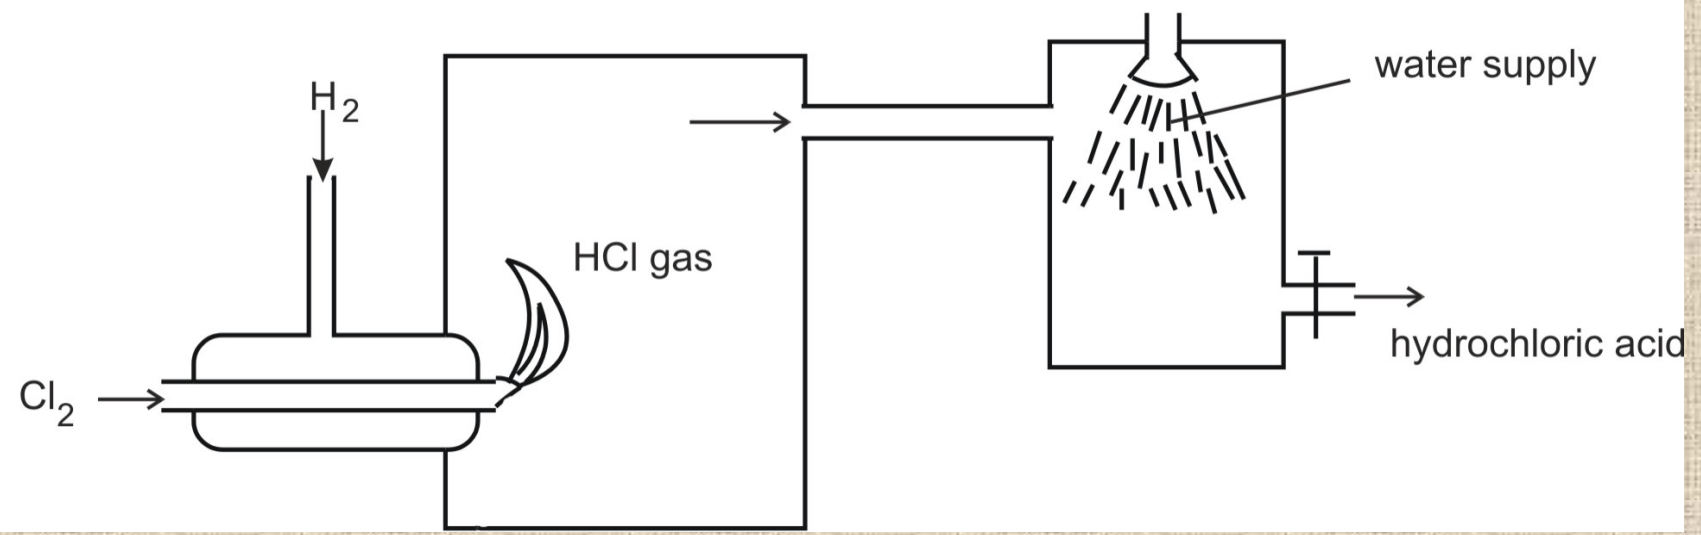 H₂
Cl₂
HCl gas
water supply
hydrochloric acid